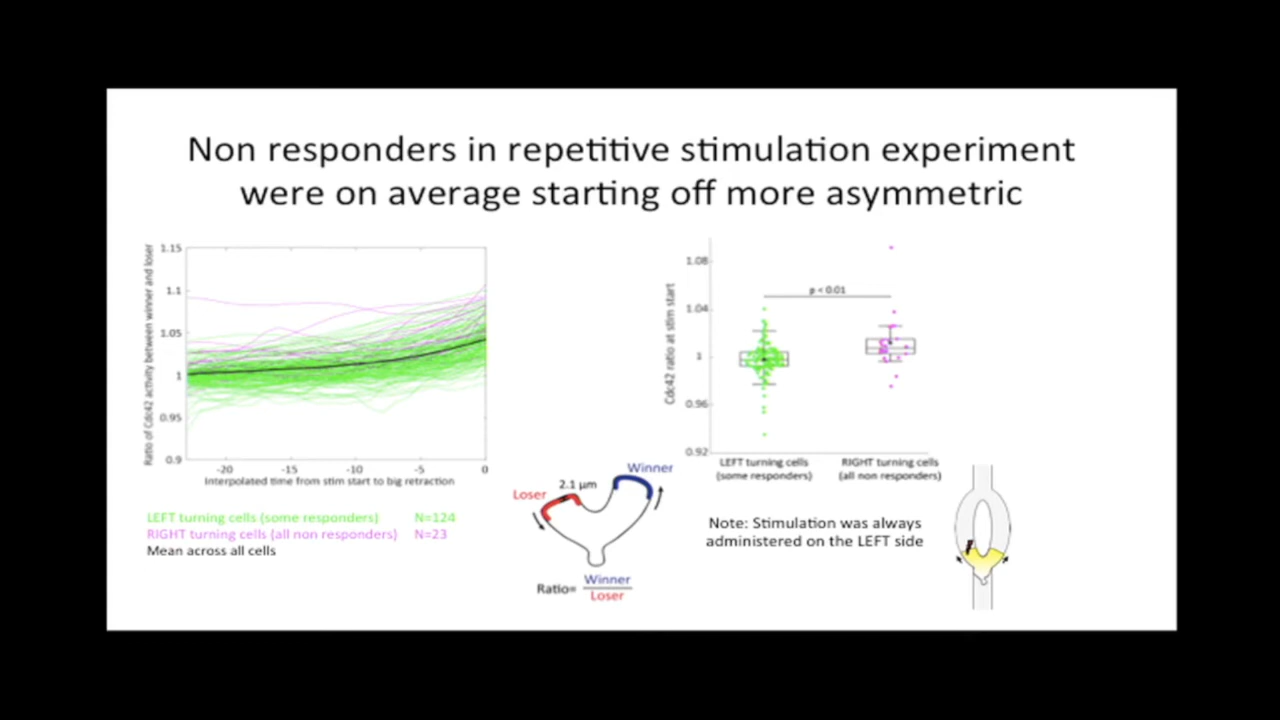 Non responders in repetitive stimulation experiment
were on average starting off more asymmetric
Ratio of Cdc42 activity between winner and loser
1.15
1.1
1.05
1
0.95
0.9
-20
-15
-10
-5
0
Interpolated time from stim start to big retraction
LEFT turning cells (some responders) N=124
RIGHT turning cells (all non responders) N=23
Mean across all cells
Loser
2.1 µm
Winner
Ratio=
Winner
Loser
Cdc42 ratio at stim start
1.08
1.04
1
0.96
0.92
p < 0.01
LEFT turning cells
(some responders)
RIGHT turning cells
(all non responders)
Note: Stimulation was always
administered on the LEFT side